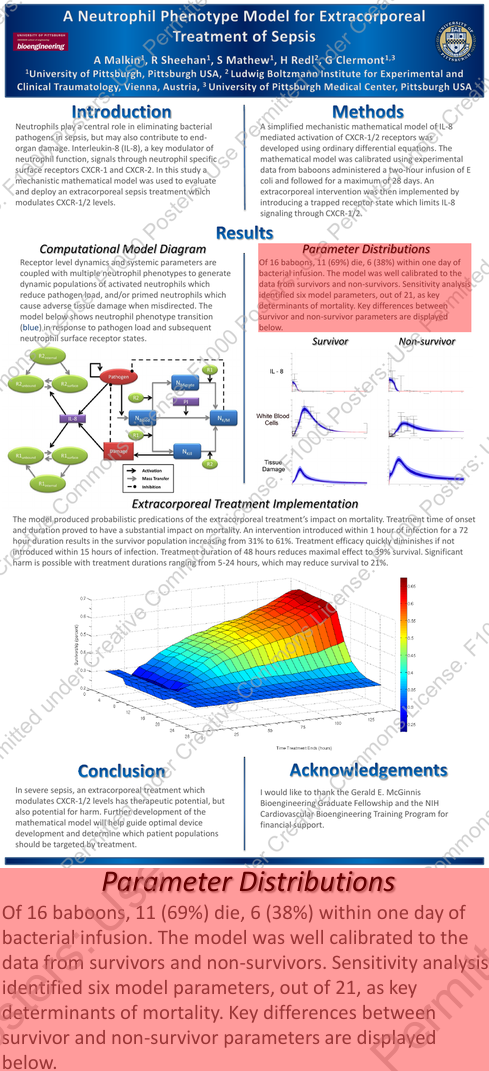 A Neutrophil Phenotype Model for Extracorporeal
Treatment of Sepsis
UNIVERSITY OF PITTSBURGH
bioengineering
A Malkin¹, R Sheehan¹, S Mathew¹, H Redl², G Clermont¹,³
¹University of Pittsburgh, Pittsburgh USA, ² Ludwig Boltzmann Institute for Experimental and
Clinical Traumatology, Vienna, Austria, ³ University of Pittsburgh Medical Center, Pittsburgh USA
Introduction
Neutrophils play a central role in eliminating bacterial
pathogens in sepsis, but may also contribute to end-
organ damage. Interleukin-8 (IL-8), a key modulator of
neutrophil function, signals through neutrophil specific
surface receptors CXCR-1 and CXCR-2. In this study a
mechanistic mathematical model was used to evaluate
and deploy an extracorporeal sepsis treatment which
modulates CXCR-1/2 levels.
Methods
A simplified mechanistic mathematical model of IL-8
mediated activation of CXCR-1/2 receptors was
developed using ordinary differential equations. The
mathematical model was calibrated using experimental
data from baboons administered a two-hour infusion of E
coli and followed for a maximum of 28 days. An
extracorporeal intervention was then implemented by
introducing a trapped receptor state which limits IL-8
signaling through CXCR-1/2.
Results
Computational Model Diagram
Receptor level dynamics and systemic parameters are
coupled with multiple neutrophil phenotypes to generate
dynamic populations of activated neutrophils which
reduce pathogen load, and/or primed neutrophils which
cause adverse tissue damage when misdirected. The
model below shows neutrophil phenotype transition
(blue) in response to pathogen load and subsequent
neutrophil surface receptor states.
Pathogen
IL-8
Damage
R1
R2
PI
R2
R1
R2
Activation
Mass Transfer
Inhibition
Parameter Distributions
Of 16 baboons, 11 (69%) die, 6 (38%) within one day of
bacterial infusion. The model was well calibrated to the
data from survivors and non-survivors. Sensitivity analysis
identified six model parameters, out of 21, as key
determinants of mortality. Key differences between
survivor and non-survivor parameters are displayed
below.
Survivor
Non-survivor
IL - 8
White Blood
Cells
Tissue
Damage
Extracorporeal Treatment Implementation
The model produced probabilistic predications of the extracorporeal treatment's impact on mortality. Treatment time of onset
and duration proved to have a substantial impact on mortality. An intervention introduced within 1 hour of infection for a 72
hour duration results in the survivor population increasing from 31% to 61%. Treatment efficacy quickly diminishes if not
introduced within 15 hours of infection. Treatment duration of 48 hours reduces maximal effect to 39% survival. Significant
harm is possible with treatment durations ranging from 5-24 hours, which may reduce survival to 21%.
Time Treatment Ends (hours)
Conclusion
In severe sepsis, an extracorporeal treatment which
modulates CXCR-1/2 levels has therapeutic potential, but
also potential for harm. Further development of the
mathematical model will help guide optimal device
development and determine which patient populations
should be targeted by treatment.
Acknowledgements
I would like to thank the Gerald E. McGinnis
Bioengineering Graduate Fellowship and the NIH
Cardiovascular Bioengineering Training Program for
financial support.
Parameter Distributions
Of 16 baboons, 11 (69%) die, 6 (38%) within one day of
bacterial infusion. The model was well calibrated to the
data from survivors and non-survivors. Sensitivity analysis
identified six model parameters, out of 21, as key
determinants of mortality. Key differences between
survivor and non-survivor parameters are displayed
below.